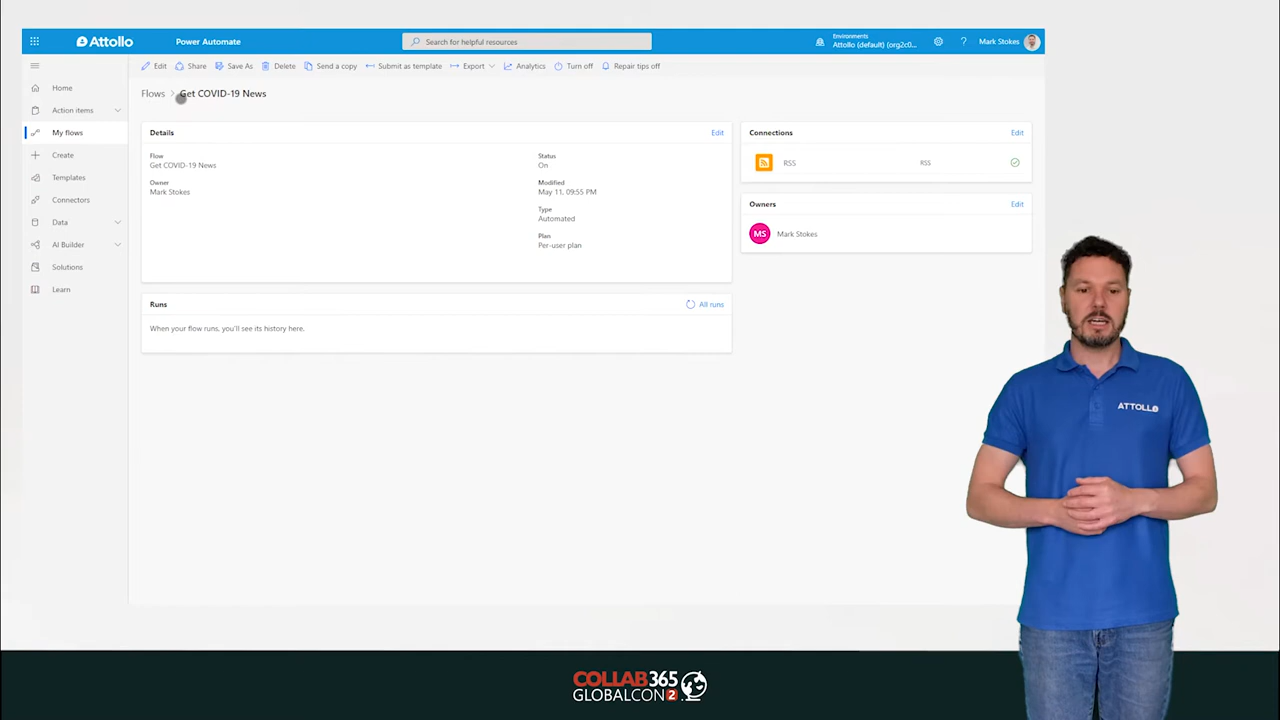 Attollo
Power Automate
Search for helpful resources
Environments
Attollo (default) (org2c0...
?
Mark Stokes
Edit
Share
Save As
Delete
Send a copy
Submit as template
Export
Analytics
Turn off
Repair tips off
Flows > Get COVID-19 News
Home
Action items
My flows
Create
Templates
Connectors
Data
AI Builder
Solutions
Learn
Details
Edit
Flow
Get COVID-19 News
Owner
Mark Stokes
Status
On
Modified
May 11, 09:55 PM
Type
Automated
Plan
Per-user plan
Connections
Edit
RSS
RSS
Owners
Edit
MS
Mark Stokes
Runs
All runs
When your flow runs, you'll see its history here.
ATTOLLO
COLLAB365
GLOBALCON2